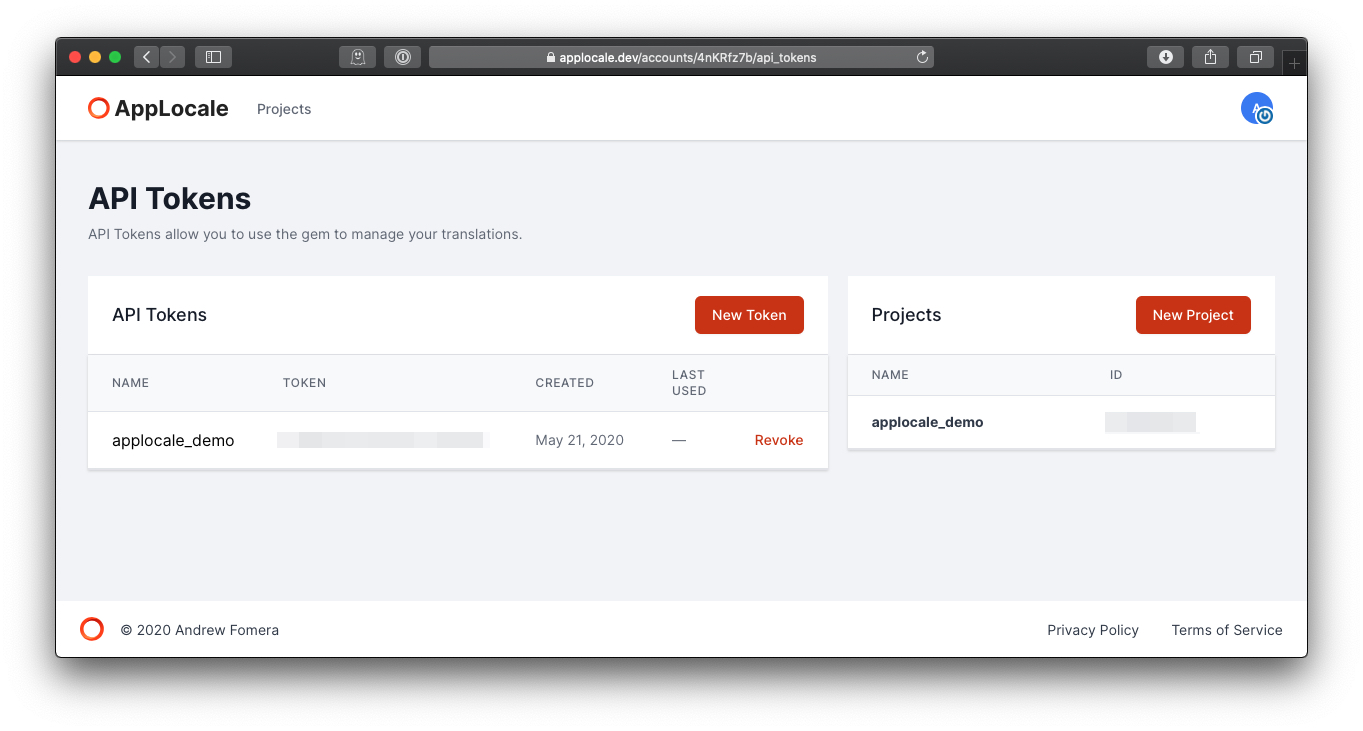 applocale.dev/accounts/4nKRfz7b/api_tokens
AppLocale
Projects
A
API Tokens
API Tokens allow you to use the gem to manage your translations.
API Tokens
New Token
NAME
TOKEN
CREATED
LAST
USED
applocale_demo
May 21, 2020
—
Revoke
Projects
New Project
NAME
ID
applocale_demo
© 2020 Andrew Fomera
Privacy Policy
Terms of Service